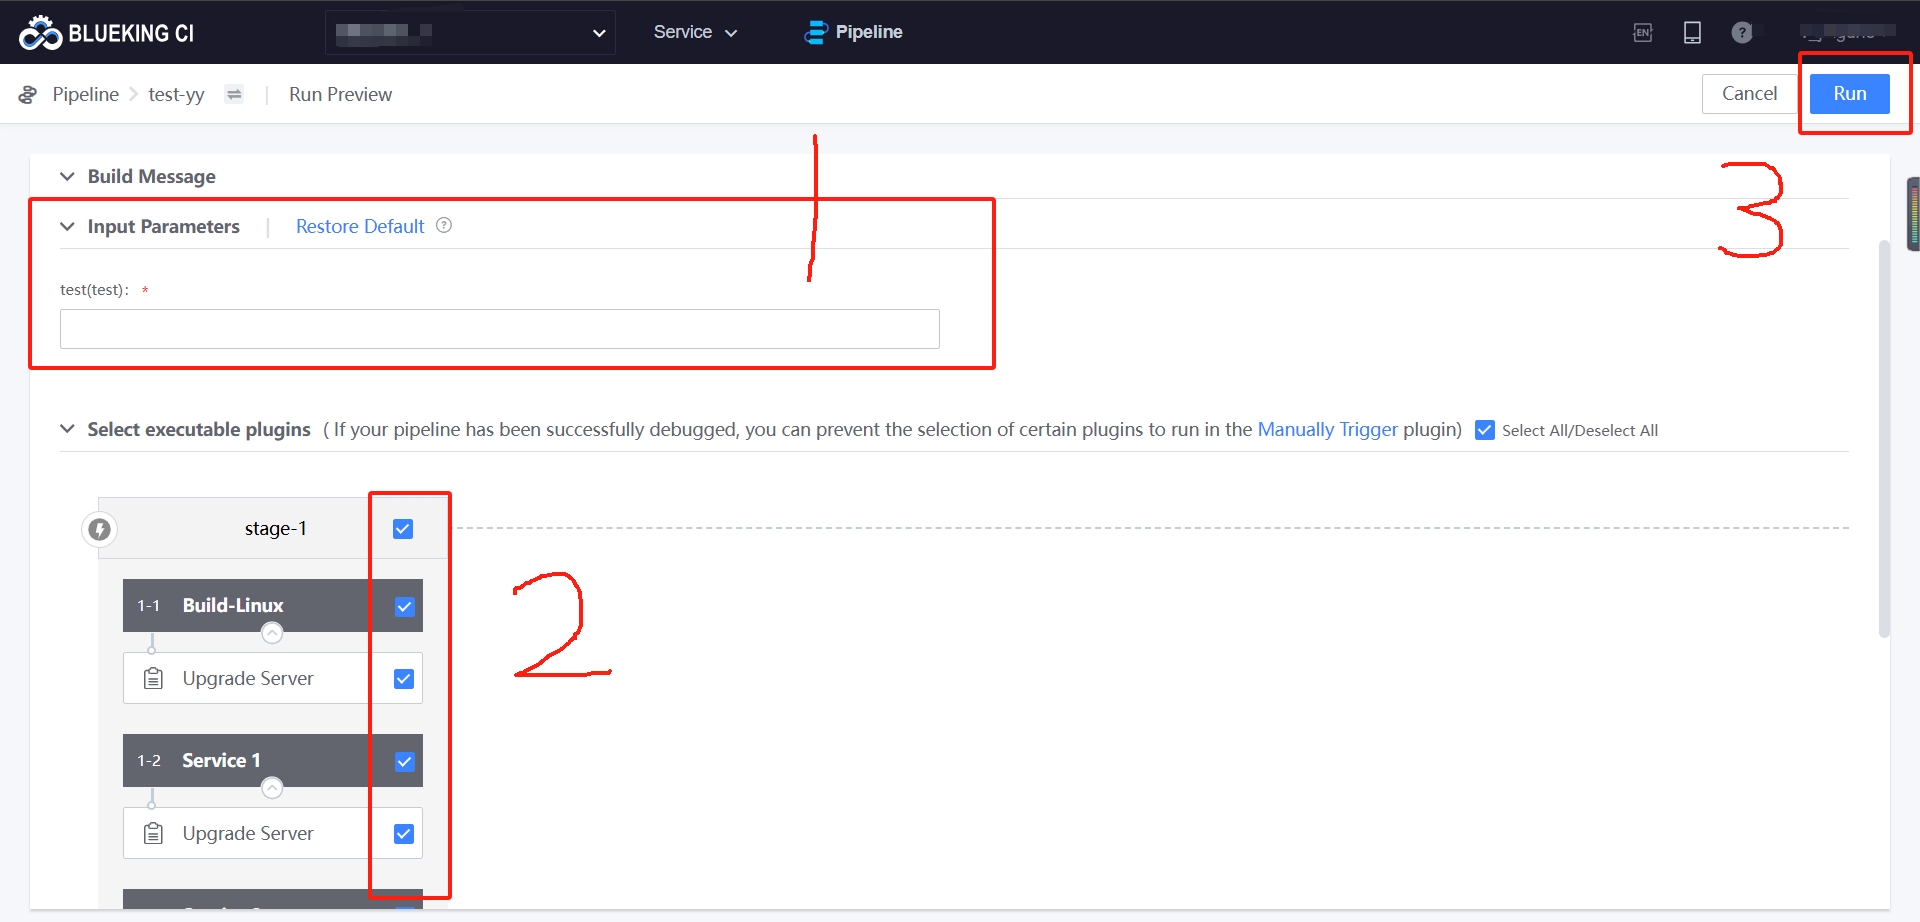 BLUEKING CI
Service
Pipeline
EN
?
Pipeline
test-yy
Run Preview
Cancel
Run
Build Message
1
3
Input Parameters
Restore Default
?
test(test): *
Select executable plugins ( If your pipeline has been successfully debugged, you can prevent the selection of certain plugins to run in the Manually Trigger plugin) Select All/Deselect All
stage-1
1-1 Build-Linux
2
Upgrade Server
1-2 Service 1
Upgrade Server